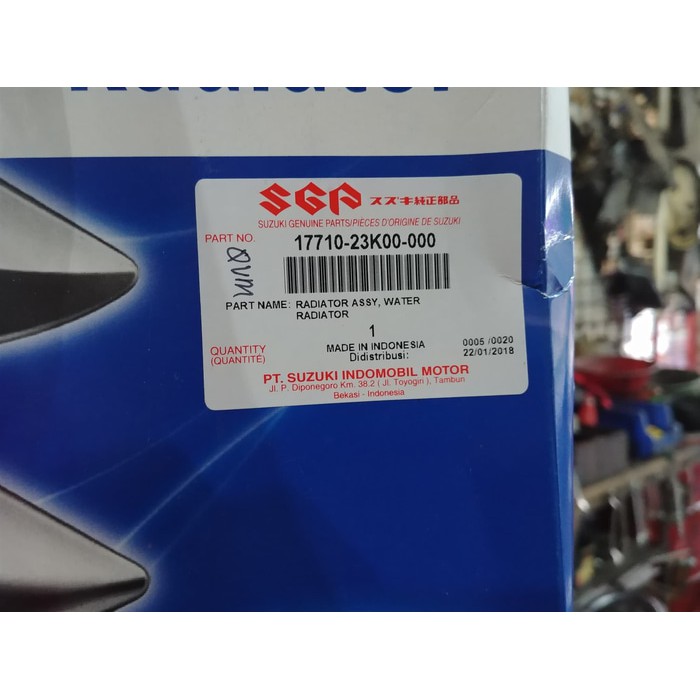 Radiator
SGP スズキ純正部品
SUZUKI GENUINE PARTS/PIÈCES D'ORIGINE DE SUZUKI
PART NO. 17710-23K00-000
PART NAME: RADIATOR ASSY, WATER
RADIATOR
1
QUANTITY
(QUANTITÉ)
MADE IN INDONESIA
Didistribusi:
0005 /0020
22/01/2018
PT. SUZUKI INDOMOBIL MOTOR
Jl. P. Diponegoro Km. 38.2 ( Jl. Toyogiri ), Tambun
Bekasi - Indonesia